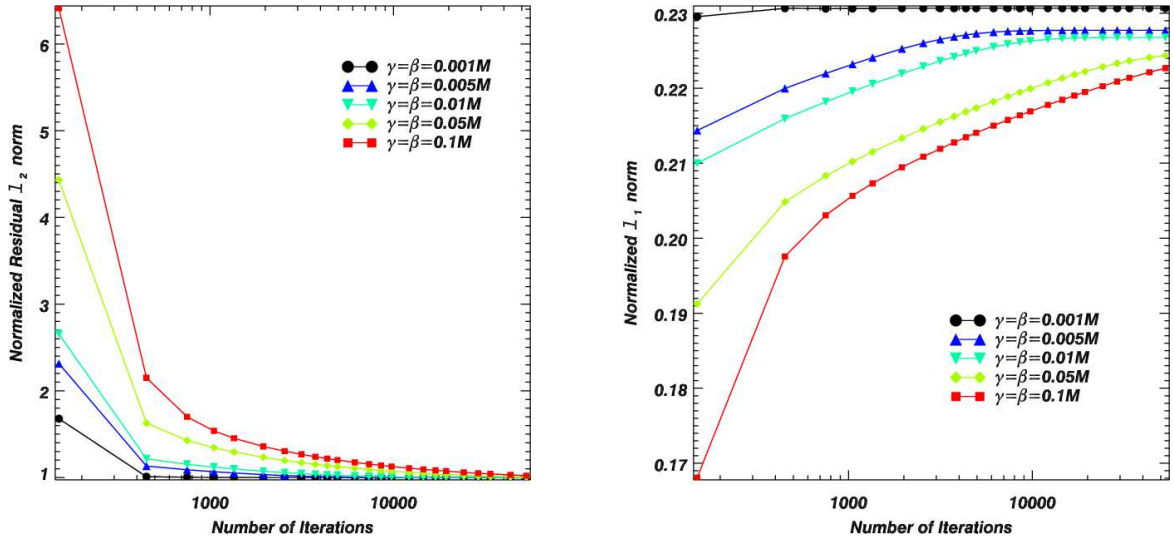 6
5
4
3
2
1
1000
10000
Number of Iterations
Normalized Residual l₂ norm
γ=β=0.001M
γ=β=0.005M
γ=β=0.01M
γ=β=0.05M
γ=β=0.1M
0.23
0.22
0.21
0.20
0.19
0.18
0.17
1000
10000
Number of Iterations
Normalized l₁ norm
γ=β=0.001M
γ=β=0.005M
γ=β=0.01M
γ=β=0.05M
γ=β=0.1M